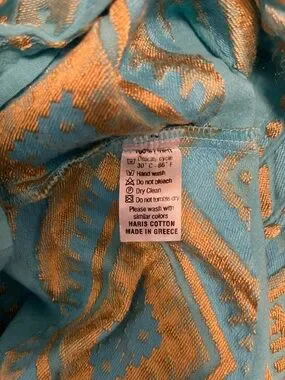 Delicate cycle
30° C - 86° F
Hand wash
Do not bleach
Dry Clean
Do not tumble dry
Please wash with
similar colors
HARIS COTTON
MADE IN GREECE